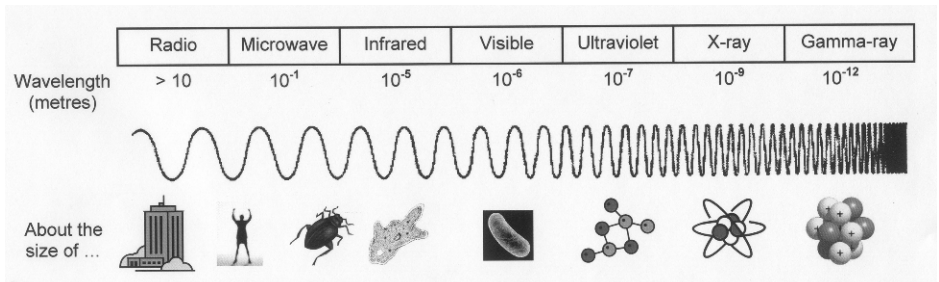 Radio Microwave Infrared Visible Ultraviolet X-ray Gamma-ray
Wavelength > 10 10⁻¹ 10⁻⁵ 10⁻⁶ 10⁻⁷ 10⁻⁹ 10⁻¹²
(metres)
About the
size of ...